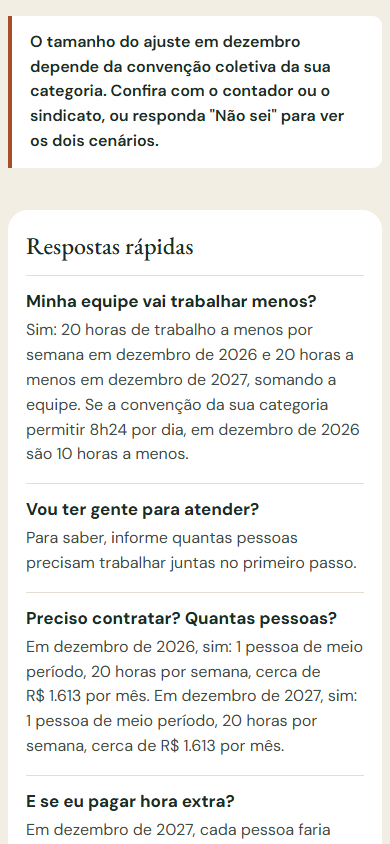 O tamanho do ajuste em dezembro
depende da convenção coletiva da sua
categoria. Confira com o contador ou o
sindicato, ou responda "Não sei" para ver
os dois cenários.
Respostas rápidas
Minha equipe vai trabalhar menos?
Sim: 20 horas de trabalho a menos por
semana em dezembro de 2026 e 20 horas a
menos em dezembro de 2027, somando a
equipe. Se a convenção da sua categoria
permitir 8h24 por dia, em dezembro de 2026
são 10 horas a menos.
Vou ter gente para atender?
Para saber, informe quantas pessoas
precisam trabalhar juntas no primeiro passo.
Preciso contratar? Quantas pessoas?
Em dezembro de 2026, sim: 1 pessoa de meio
período, 20 horas por semana, cerca de
R$ 1.613 por mês. Em dezembro de 2027, sim:
1 pessoa de meio período, 20 horas por
semana, cerca de R$ 1.613 por mês.
E se eu pagar hora extra?
Em dezembro de 2027, cada pessoa faria